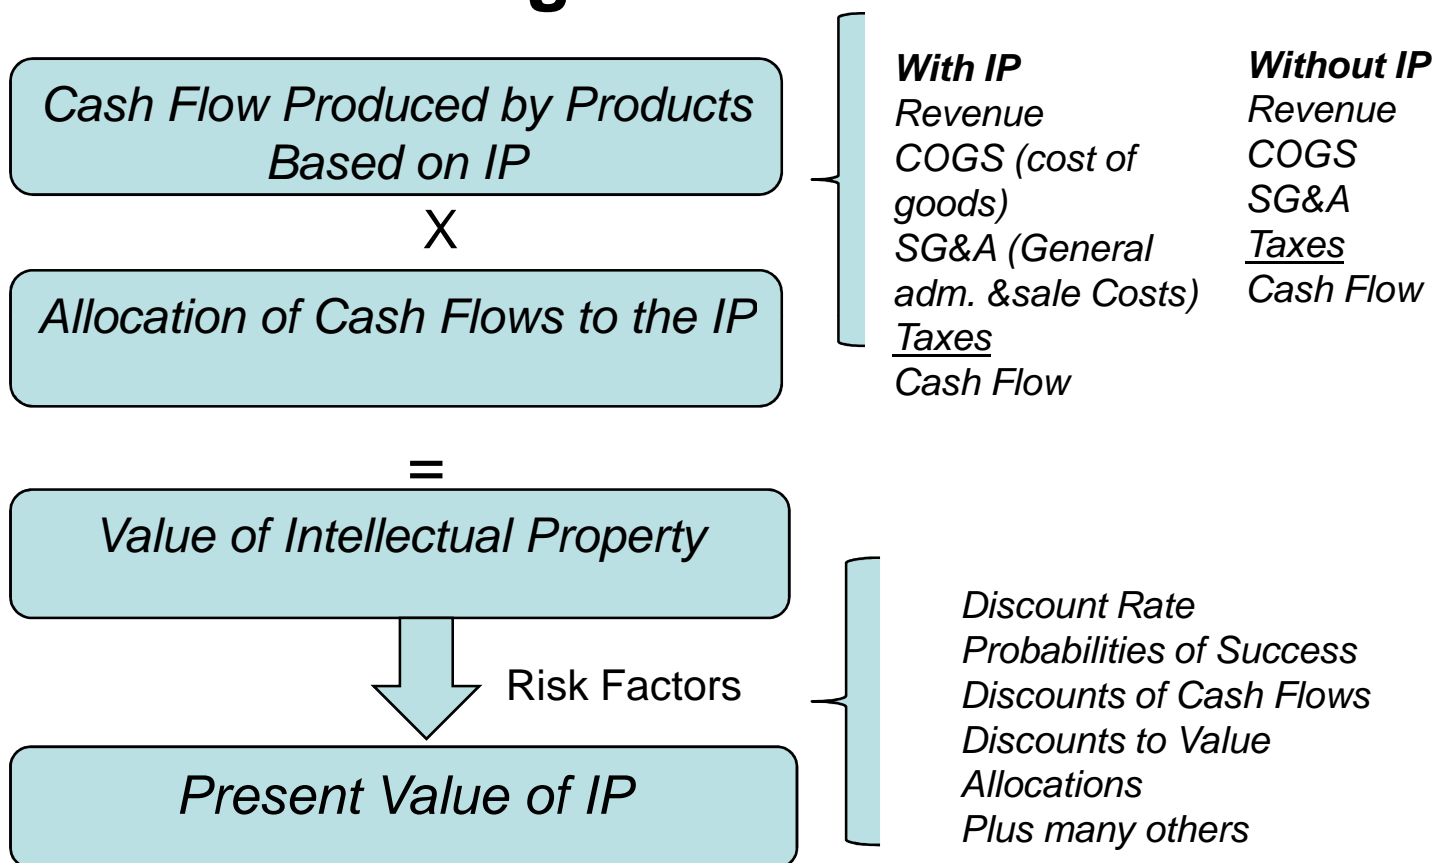 Cash Flow Produced by Products
Based on IP
X
Allocation of Cash Flows to the IP
=
Value of Intellectual Property
Risk Factors
Present Value of IP
With IP
Revenue
COGS (cost of
goods)
SG&A (General
adm. &sale Costs)
Taxes
Cash Flow
Without IP
Revenue
COGS
SG&A
Taxes
Cash Flow
Discount Rate
Probabilities of Success
Discounts of Cash Flows
Discounts to Value
Allocations
Plus many others